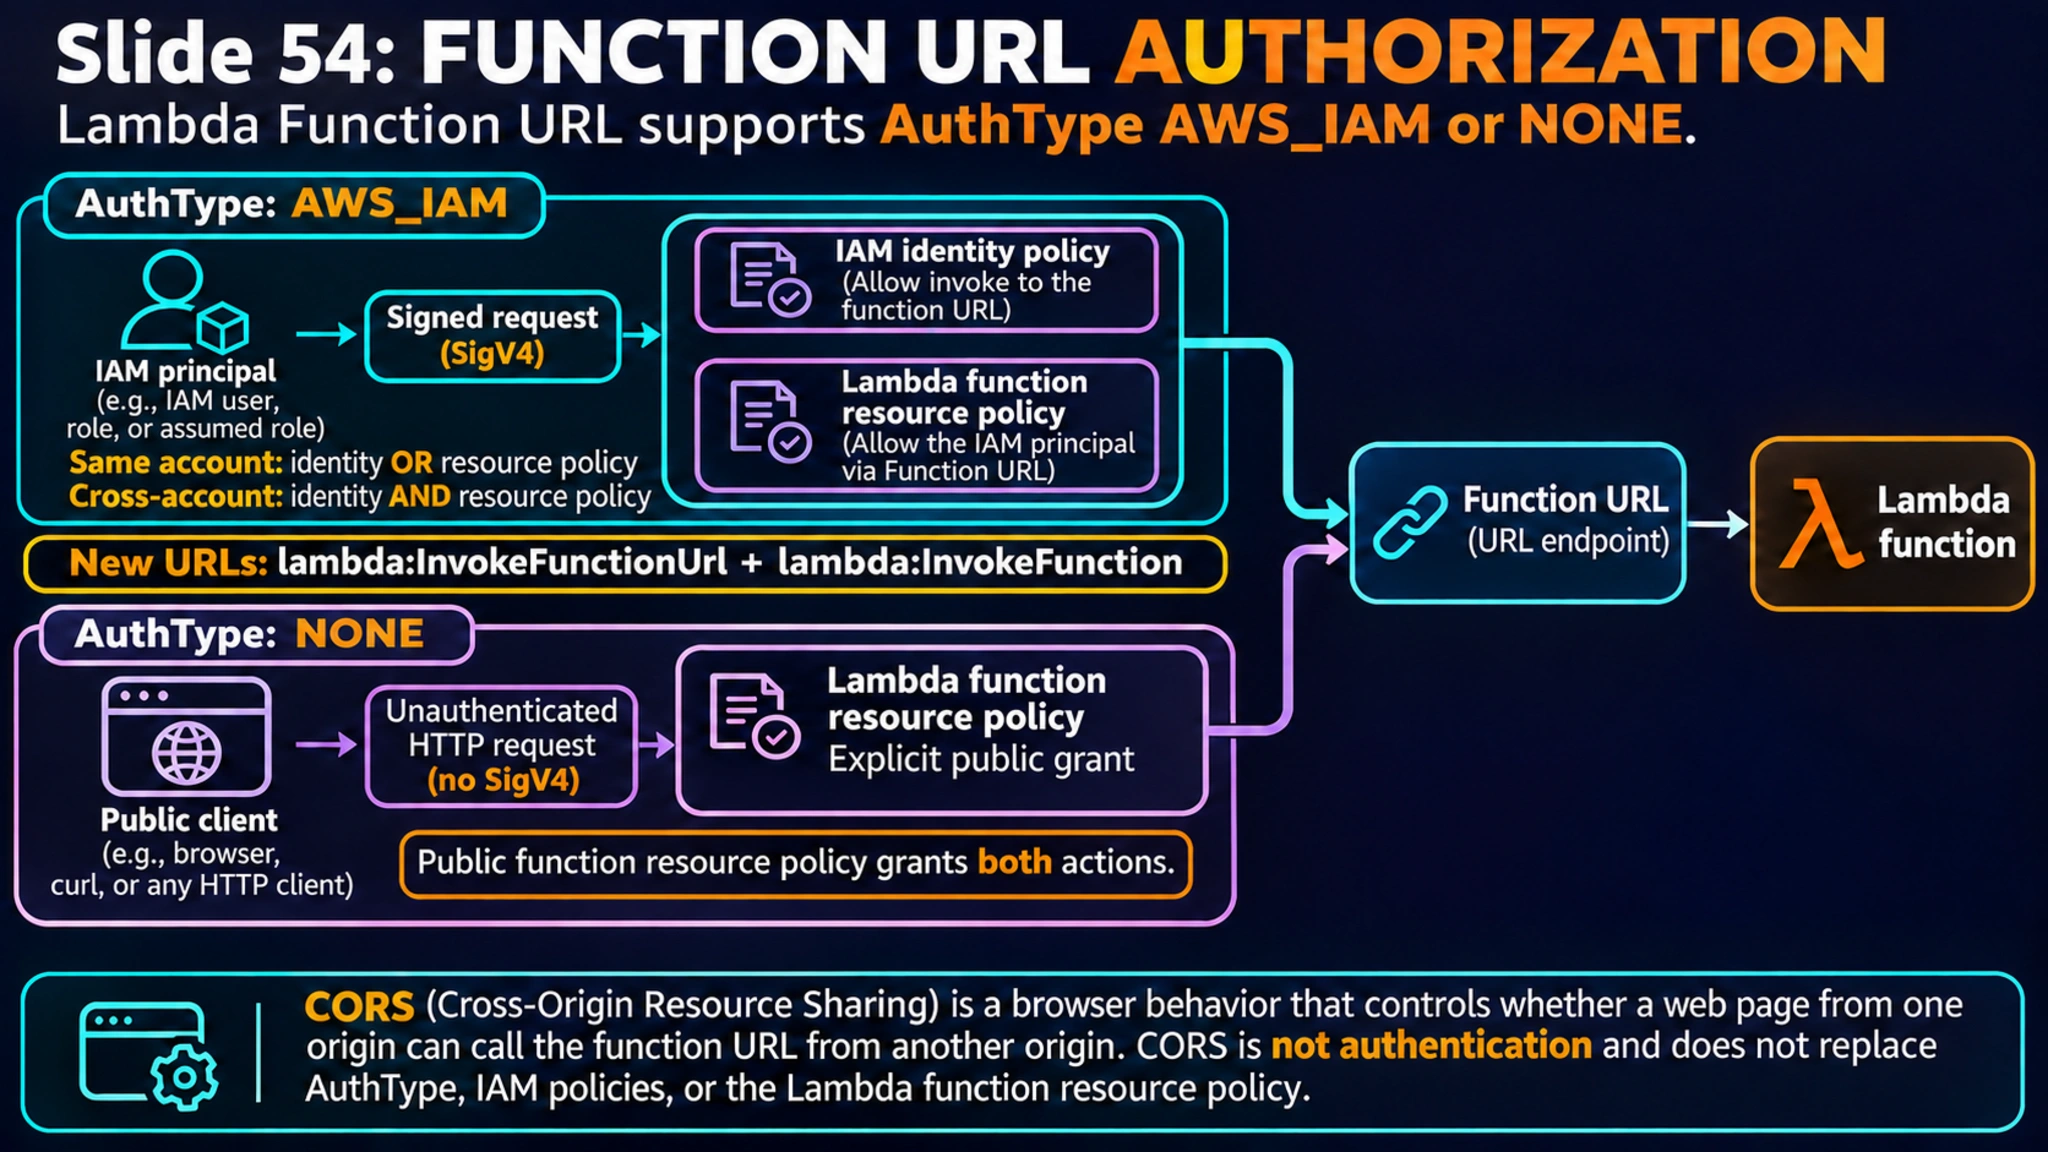 Slide 54: FUNCTION URL AUTHORIZATION
Lambda Function URL supports AuthType AWS_IAM or NONE.
AuthType: AWS_IAM
IAM principal
(e.g., IAM user,
role, or assumed role)
Same account: identity OR resource policy
Cross-account: identity AND resource policy
Signed request
(SigV4)
IAM identity policy
(Allow invoke to the
function URL)
Lambda function
resource policy
(Allow the IAM principal
via Function URL)
New URLs: lambda:InvokeFunctionUrl + lambda:InvokeFunction
AuthType: NONE
Public client
(e.g., browser,
curl, or any HTTP client)
Unauthenticated
HTTP request
(no SigV4)
Lambda function
resource policy
Explicit public grant
Public function resource policy grants both actions.
Function URL
(URL endpoint)
λ
Lambda
function
CORS (Cross-Origin Resource Sharing) is a browser behavior that controls whether a web page from one
origin can call the function URL from another origin. CORS is not authentication and does not replace
AuthType, IAM policies, or the Lambda function resource policy.